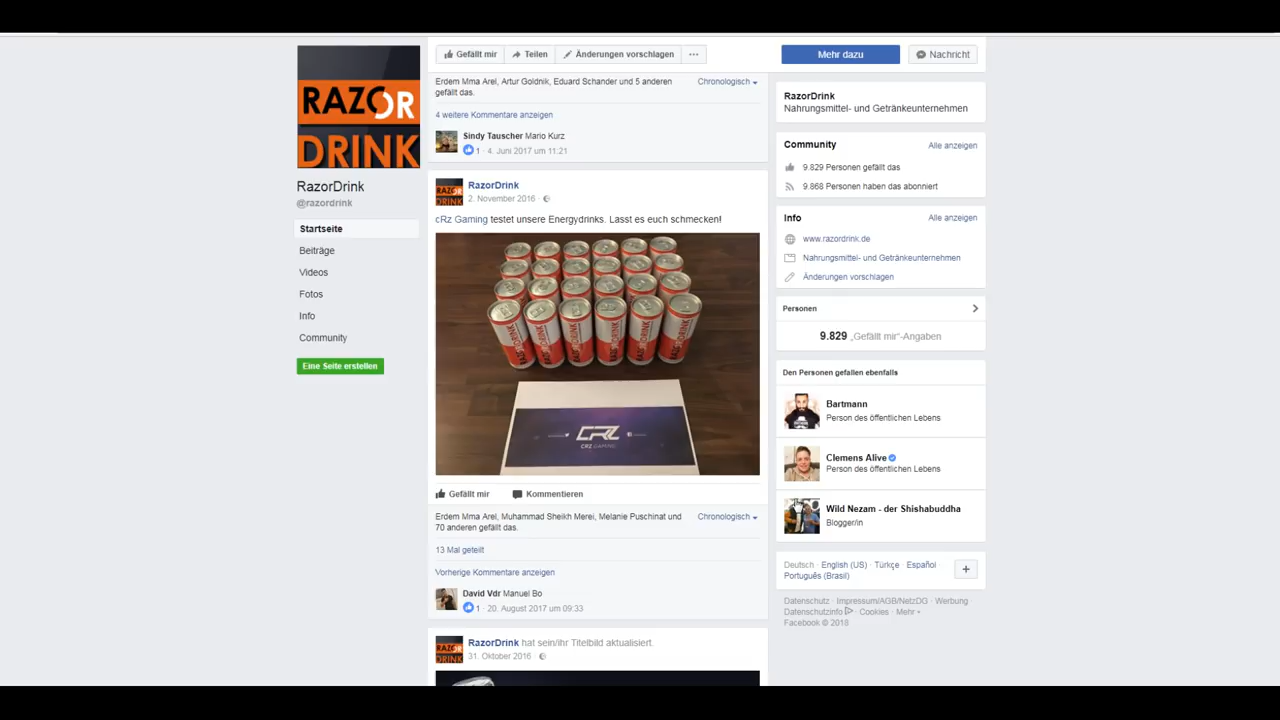 RAZOR
DRINK
RazorDrink
@razordrink
Startseite
Beiträge
Videos
Fotos
Info
Community
Eine Seite erstellen
Gefällt mir
Teilen
Änderungen vorschlagen
Mehr dazu
Nachricht
Erdem Mma Arel, Artur Goldnik, Eduard Schander und 5 anderen
gefällt das.
Chronologisch
4 weitere Kommentare anzeigen
Sindy Tauscher Mario Kurz
1 · 4. Juni 2017 um 11:21
RAZOR
DRINK
RazorDrink
2. November 2016 ·
cRz Gaming testet unsere Energydrinks. Lasst es euch schmecken!
CRZ
CRZ GAMING
Gefällt mir
Kommentieren
Erdem Mma Arel, Muhammad Sheikh Merei, Melanie Puschinat und
70 anderen gefällt das.
Chronologisch
13 Mal geteilt
Vorherige Kommentare anzeigen
David Vdr Manuel Bo
1 · 20. August 2017 um 09:33
RAZOR
DRINK
RazorDrink hat sein/ihr Titelbild aktualisiert.
31. Oktober 2016 ·
RazorDrink
Nahrungsmittel- und Getränkeunternehmen
Community
Alle anzeigen
9.829 Personen gefällt das
9.868 Personen haben das abonniert
Info
Alle anzeigen
www.razordrink.de
Nahrungsmittel- und Getränkeunternehmen
Änderungen vorschlagen
Personen
9.829 „Gefällt mir“-Angaben
Den Personen gefallen ebenfalls
Bartmann
Person des öffentlichen Lebens
Clemens Alive
Person des öffentlichen Lebens
Wild Nezam - der Shishabuddha
Blogger/in
Deutsch · English (US) · Türkçe · Español ·
Português (Brasil)
Datenschutz · Impressum/AGB/NetzDG · Werbung ·
Datenschutzinfo · Cookies · Mehr
Facebook © 2018